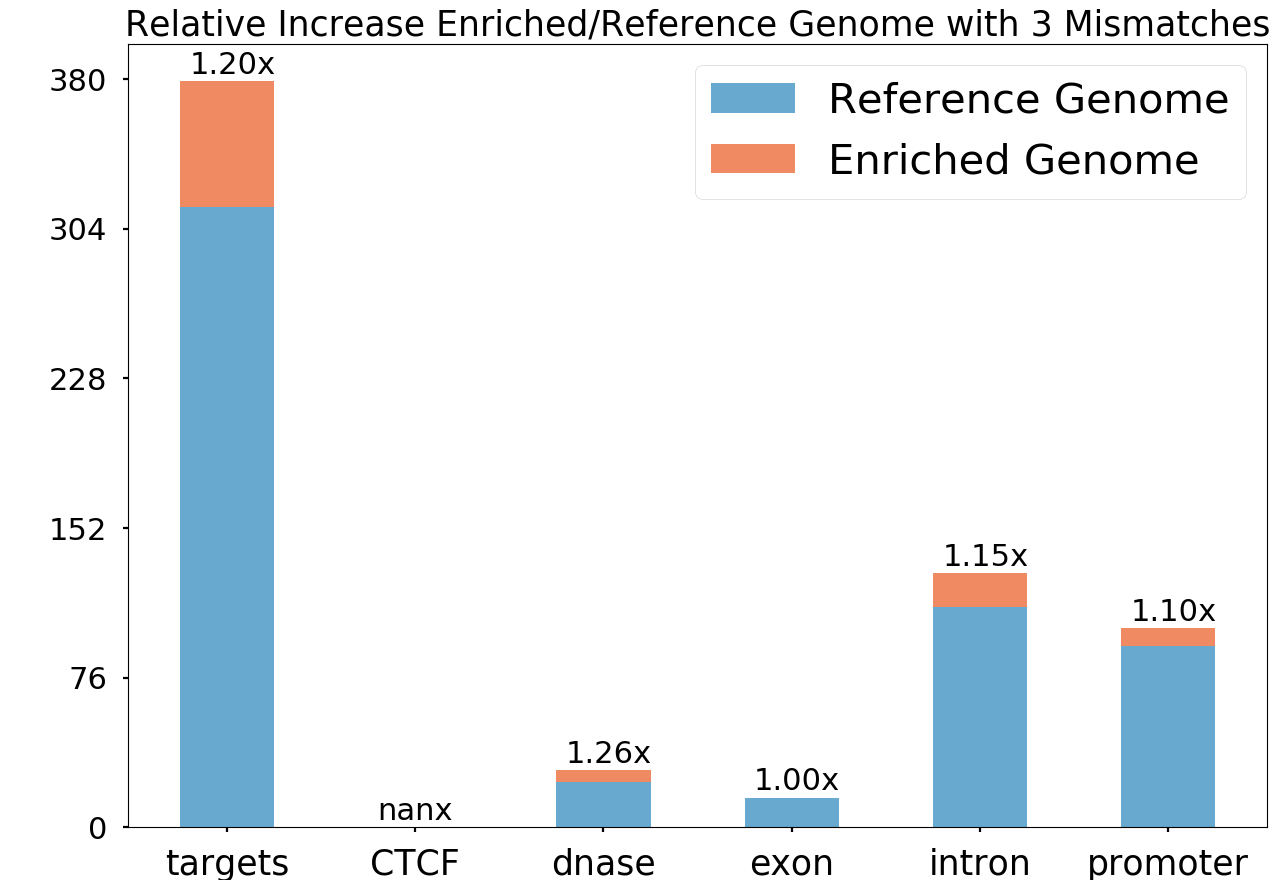 Relative Increase Enriched/Reference Genome with 3 Mismatches
Reference Genome
Enriched Genome
380
304
228
152
76
0
1.20x
nanx
1.26x
1.00x
1.15x
1.10x
targets
CTCF
dnase
exon
intron
promoter